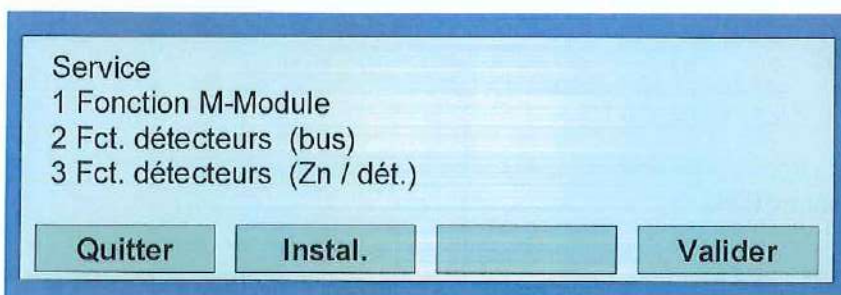 Service
1 Fonction M-Module
2 Fct. détecteurs (bus)
3 Fct. détecteurs (Zn / dét.)
Quitter Instal. Valider